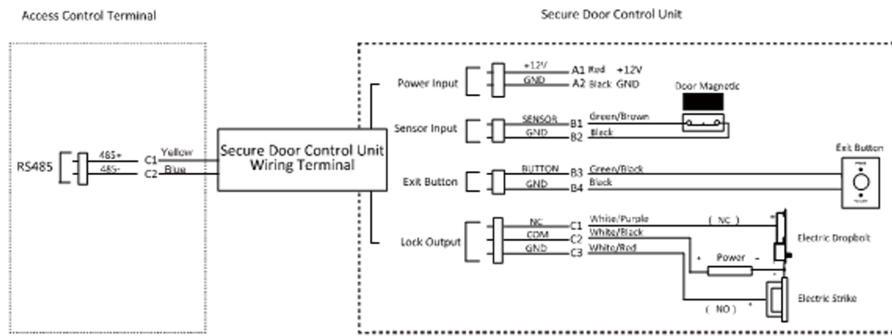 Access Control Terminal
Secure Door Control Unit
RS485
485+ C1 Yellow
485- C2 Blue
Secure Door Control Unit
Wiring Terminal
Power Input
+12V A1 Red +12V
GND A2 Black GND
Door Magnetic
Sensor Input
SENSOR B1 Green/Brown
GND B2 Black
Exit Button
Exit Button
BUTTON B3 Green/Black
GND B4 Black
Lock Output
NC C1 White/Purple ( NC )
COM C2 White/Black
GND C3 White/Red
Electric Dropbolt
+ Power -
Electric Strike
( NO )